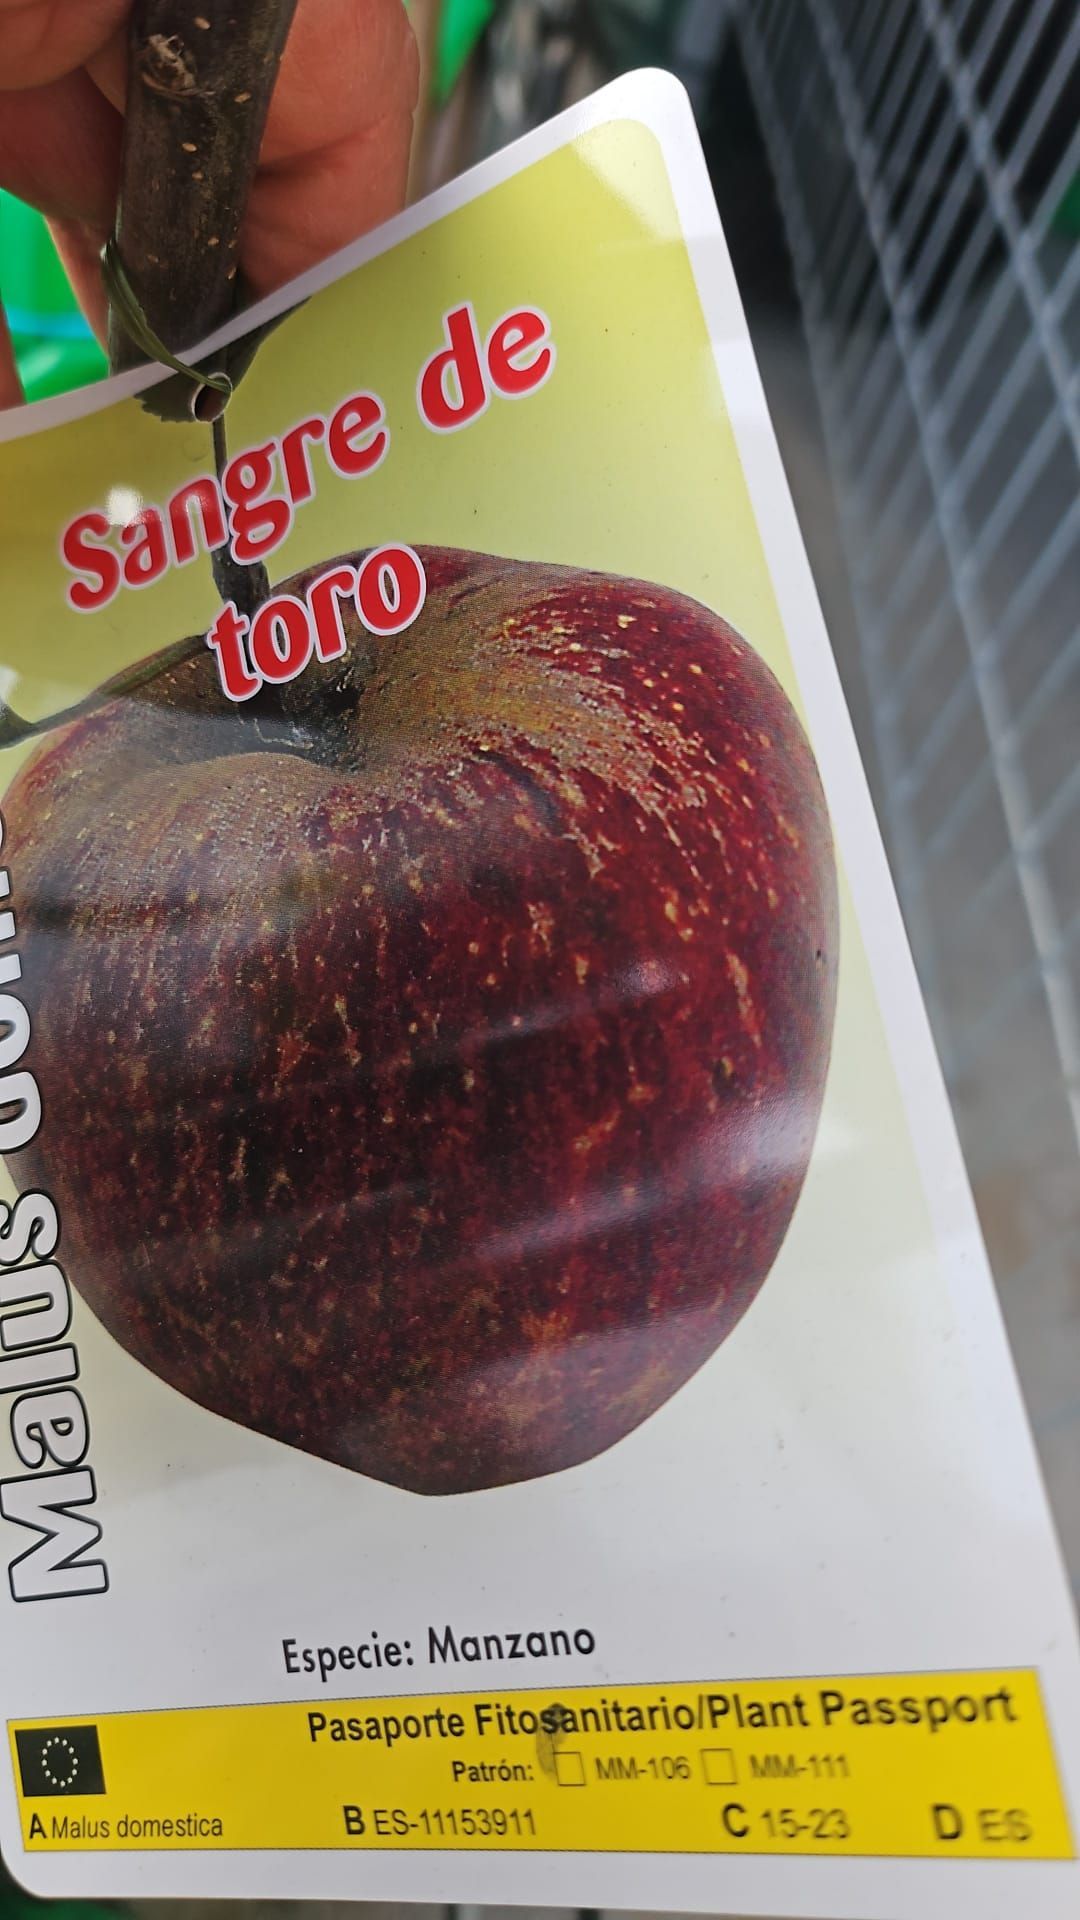 Sangre de
toro
Malus
Especie: Manzano
Pasaporte Fitosanitario/Plant Passport
Patrón: MM-106 MM-111
A Malus domestica B ES-11153911 C 15-23 D ES